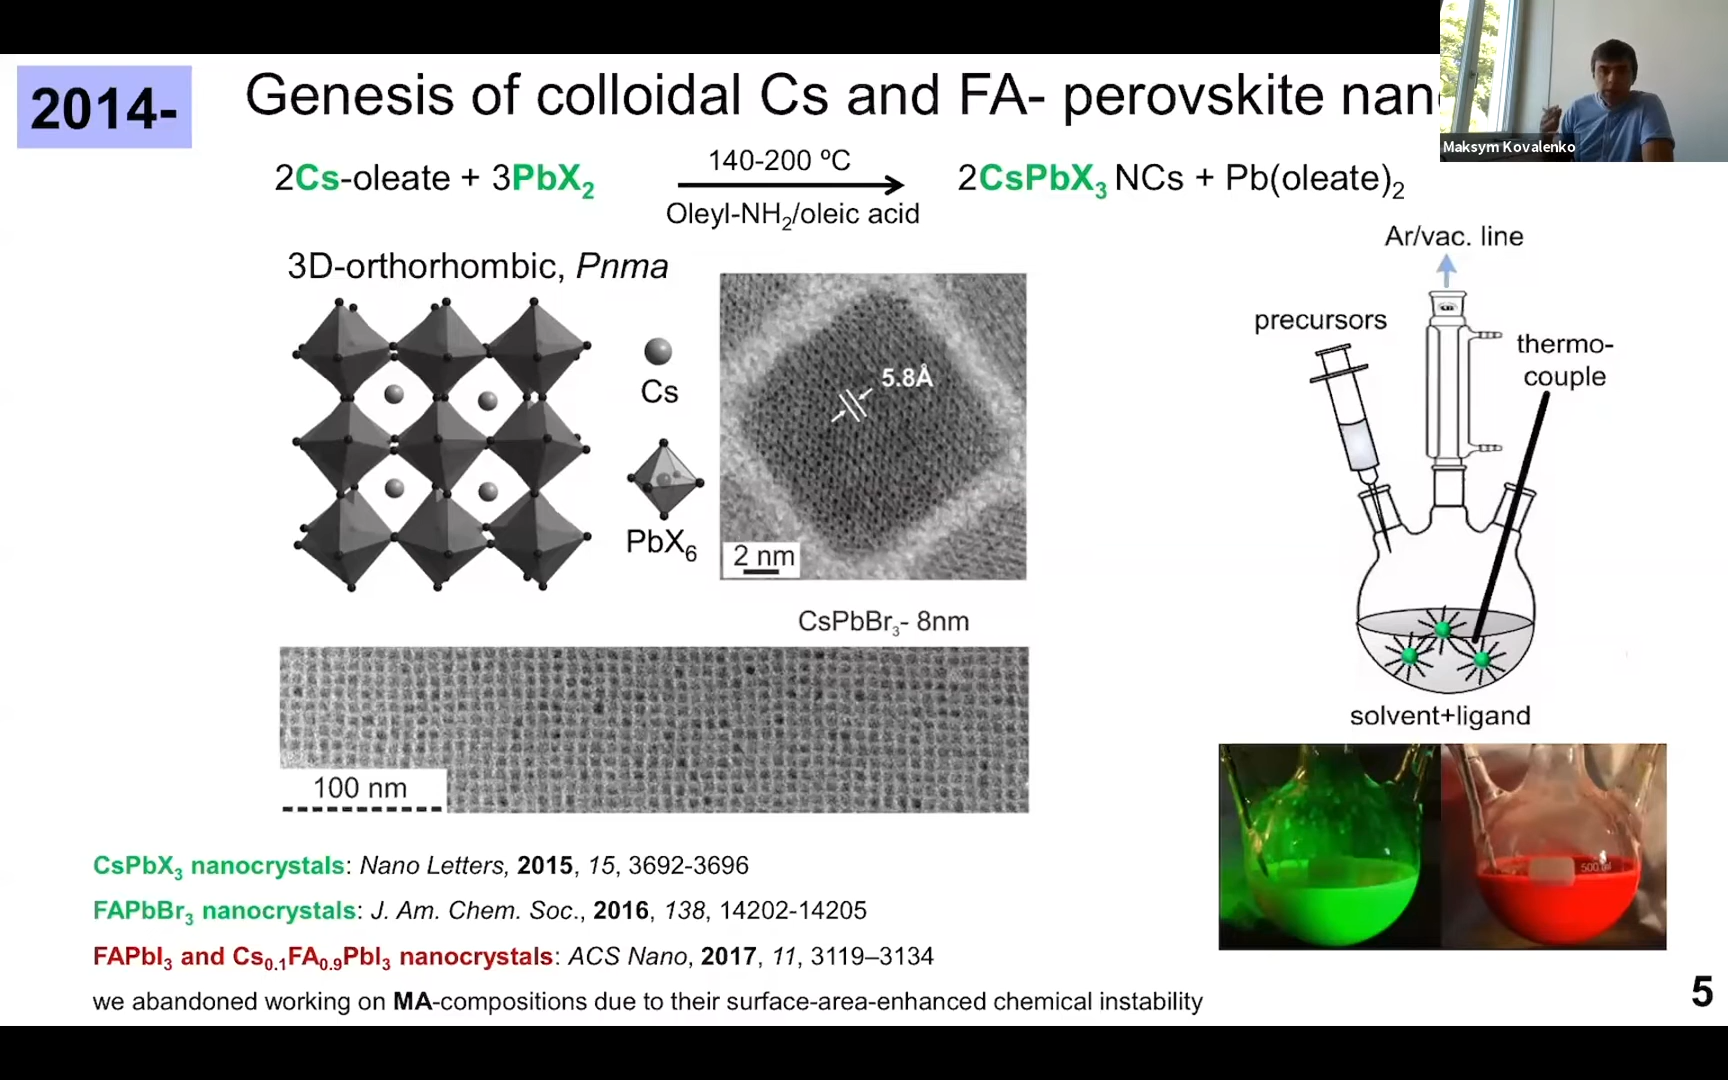 2014-
Genesis of colloidal Cs and FA- perovskite nan
Maksym Kovalenko
2Cs-oleate + 3PbX₂
140-200 ºC
Oleyl-NH₂/oleic acid
2CsPbX₃ NCs + Pb(oleate)₂
3D-orthorhombic, Pnma
Cs
PbX₆
5.8Å
2 nm
CsPbBr₃- 8nm
100 nm
Ar/vac. line
precursors
thermo-
couple
solvent+ligand
500 ml
CsPbX₃ nanocrystals: Nano Letters, 2015, 15, 3692-3696
FAPbBr₃ nanocrystals: J. Am. Chem. Soc., 2016, 138, 14202-14205
FAPbI₃ and Cs₀.₁FA₀.₉PbI₃ nanocrystals: ACS Nano, 2017, 11, 3119–3134
we abandoned working on MA-compositions due to their surface-area-enhanced chemical instability
5